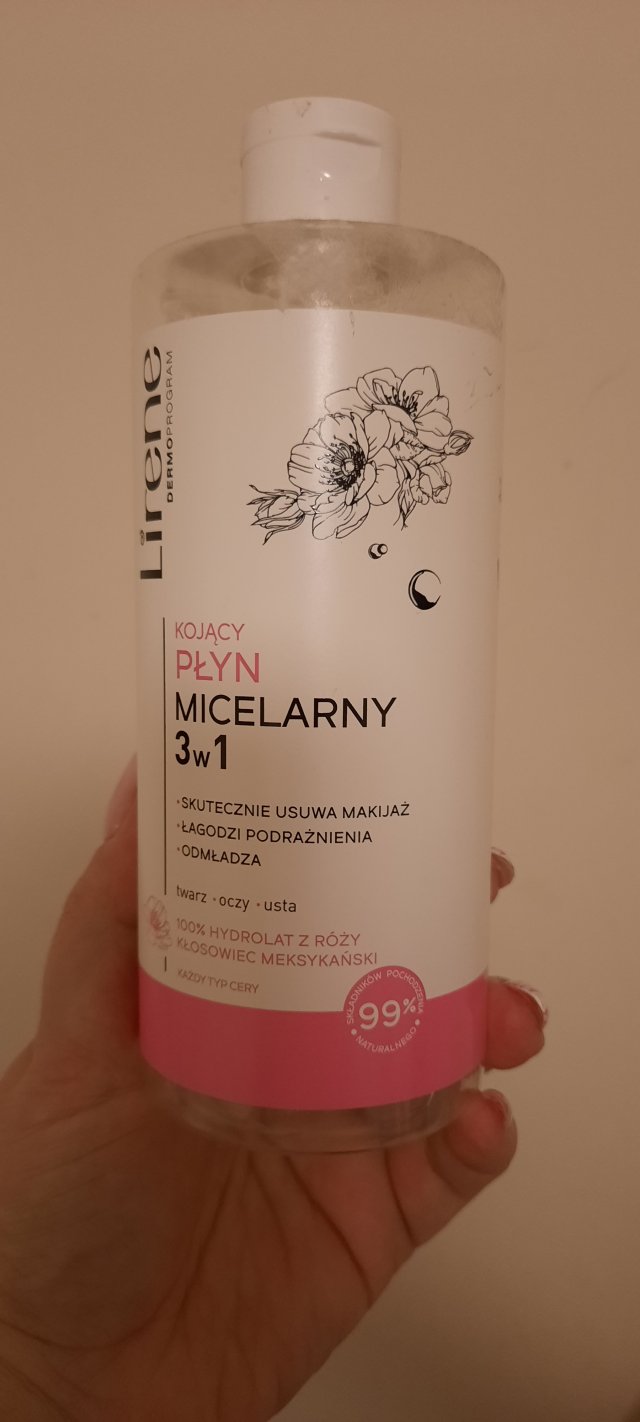 Lirene
DERMOPROGRAM
KOJĄCY
PŁYN
MICELARNY
3w1
•SKUTECZNIE USUWA MAKIJAŻ
•ŁAGODZI PODRAŻNIENIA
•ODMŁADZA
twarz •oczy •usta
100% HYDROLAT Z RÓŻY
KŁOSOWIEC MEKSYKAŃSKI
KAŻDY TYP CERY
99%
SKŁADNIKÓW POCHODZENIA
• NATURALNEGO •